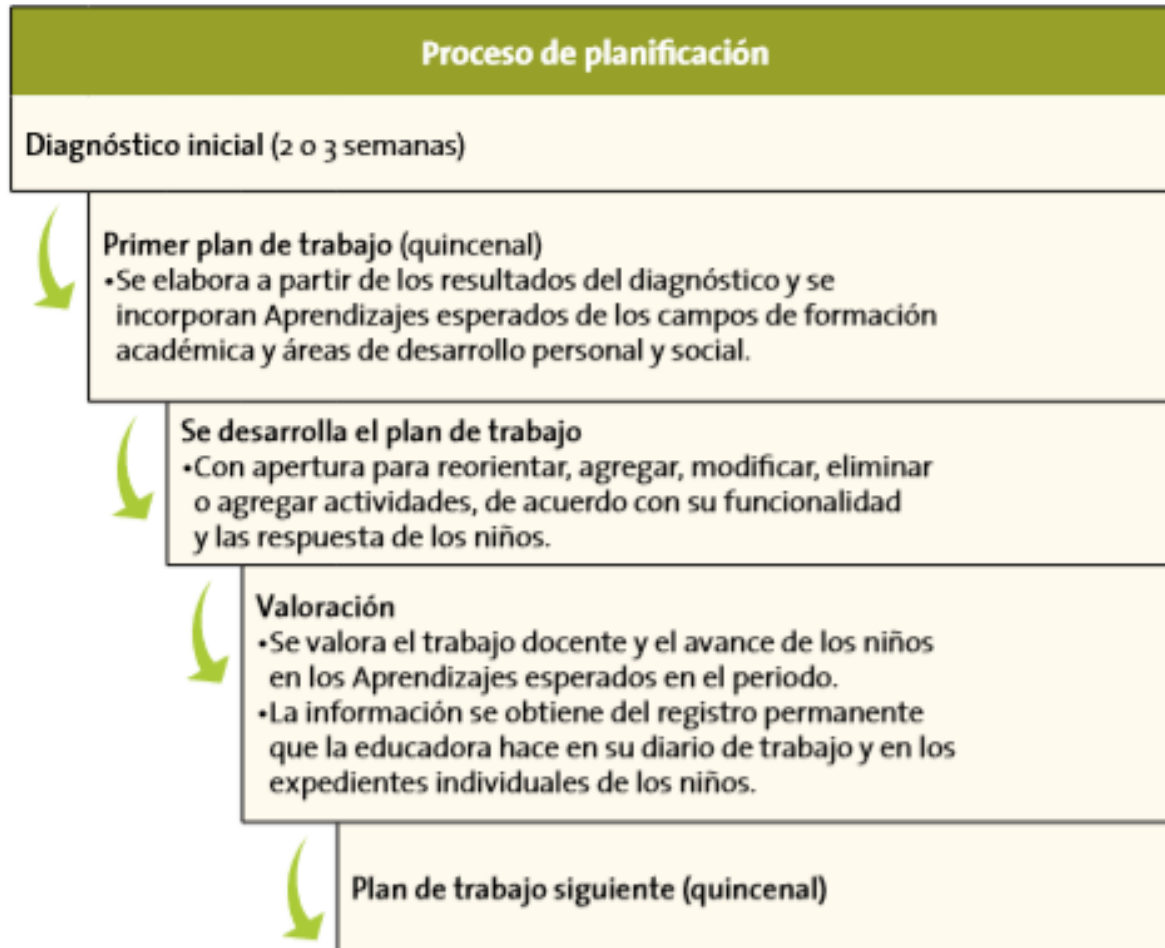 Proceso de planificación
Diagnóstico inicial (2 o 3 semanas)
Primer plan de trabajo (quincenal)
•Se elabora a partir de los resultados del diagnóstico y se
incorporan Aprendizajes esperados de los campos de formación
académica y áreas de desarrollo personal y social.
Se desarrolla el plan de trabajo
•Con apertura para reorientar, agregar, modificar, eliminar
o agregar actividades, de acuerdo con su funcionalidad
y las respuesta de los niños.
Valoración
•Se valora el trabajo docente y el avance de los niños
en los Aprendizajes esperados en el periodo.
•La información se obtiene del registro permanente
que la educadora hace en su diario de trabajo y en los
expedientes individuales de los niños.
Plan de trabajo siguiente (quincenal)